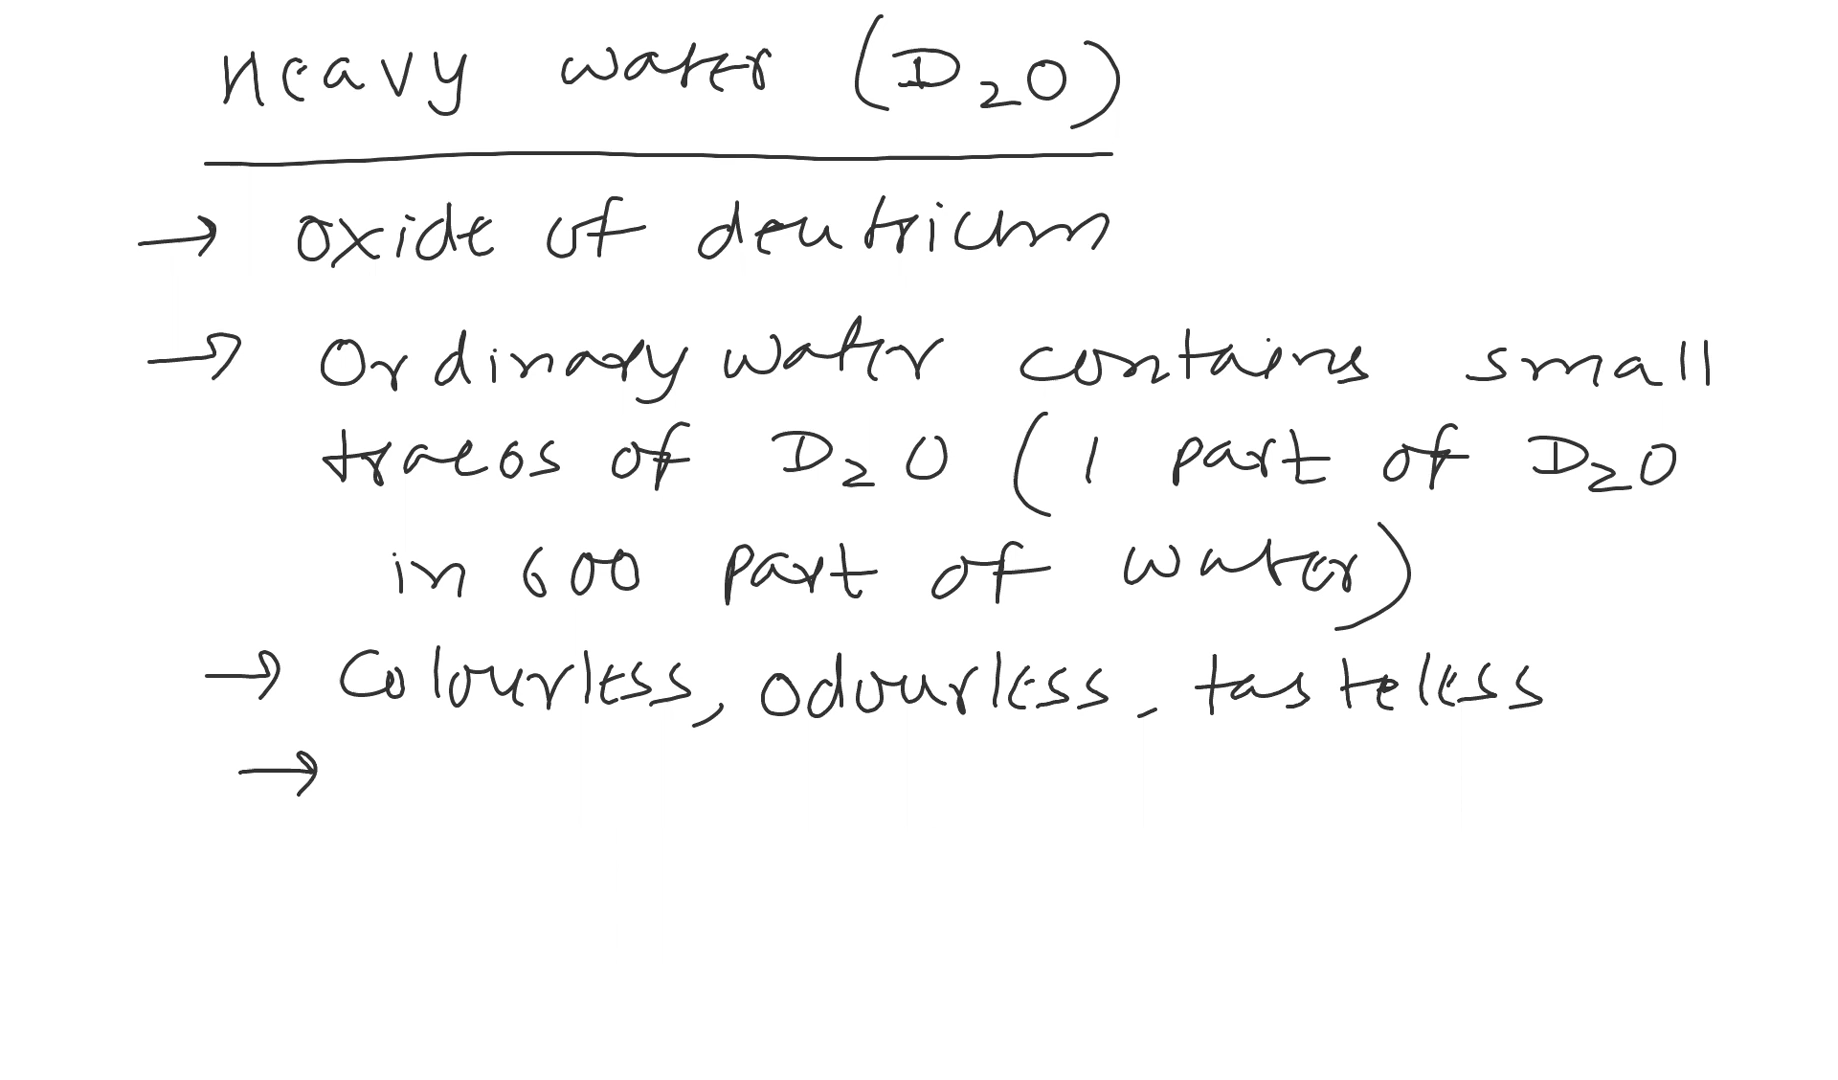 Heavy water (D₂O)
→ oxide of deutrium
→ Ordinary water contains small
traces of D₂O (1 part of D₂O
in 600 part of water)
→ Colourless, odourless, tasteless
→